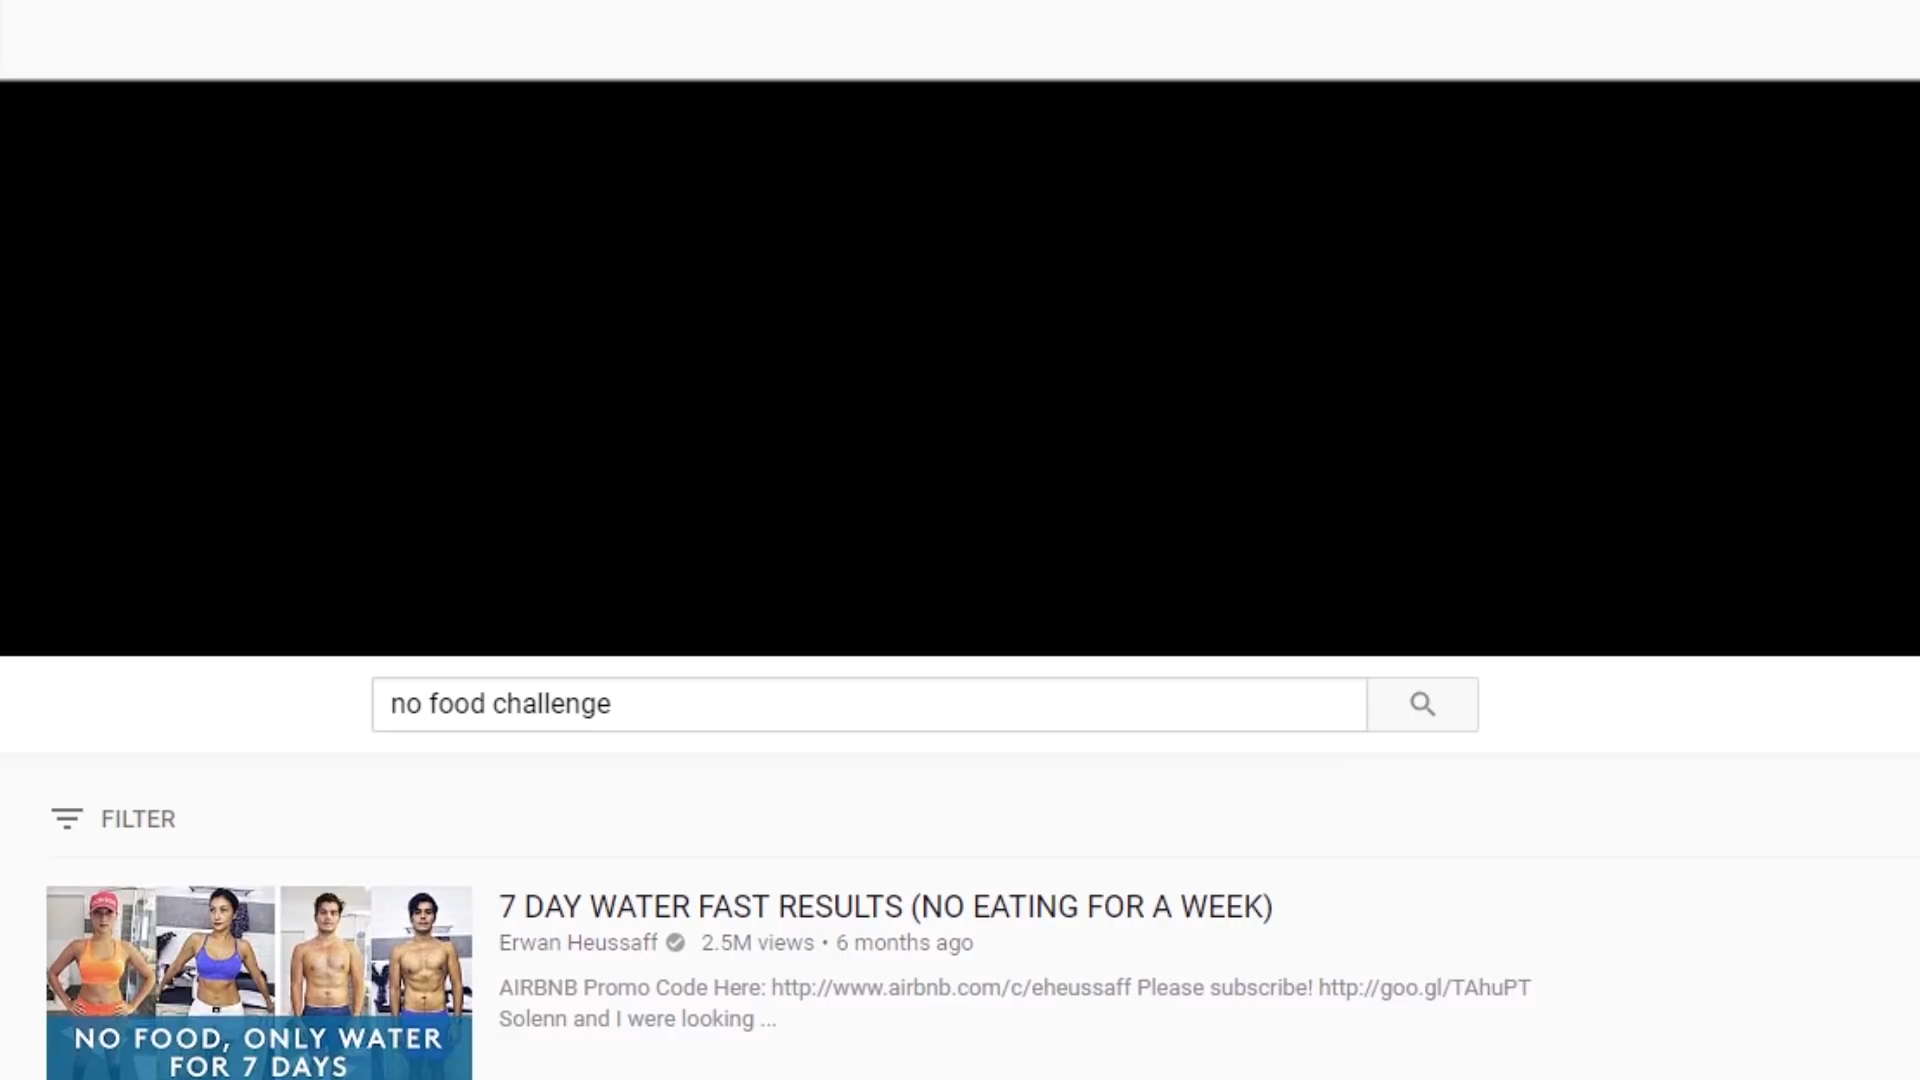 no food challenge
FILTER
7 DAY WATER FAST RESULTS (NO EATING FOR A WEEK)
Erwan Heussaff 2.5M views • 6 months ago
AIRBNB Promo Code Here: http://www.airbnb.com/c/eheussaff Please subscribe! http://goo.gl/TAhuPT
Solenn and I were looking ...
NO FOOD, ONLY WATER
FOR 7 DAYS